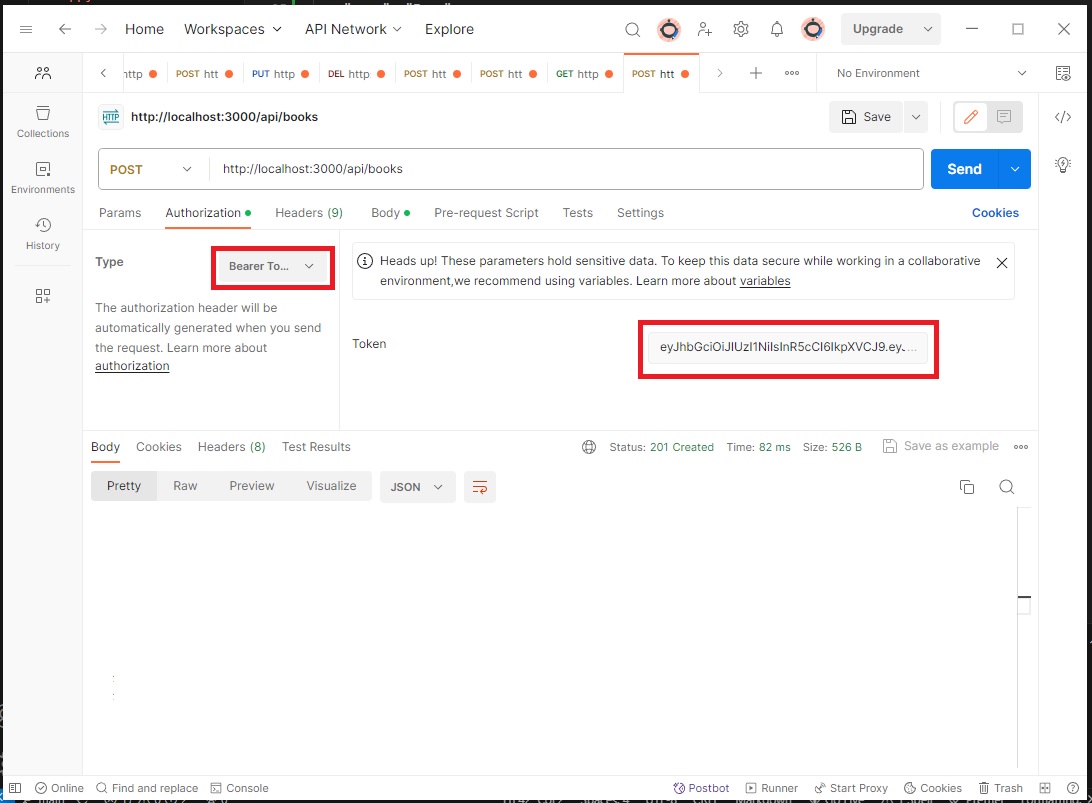 Home Workspaces API Network Explore Upgrade
http POST htt PUT http DEL http POST htt POST htt GET http POST htt No Environment
HTTP http://localhost:3000/api/books Save
POST http://localhost:3000/api/books Send
Params Authorization Headers (9) Body Pre-request Script Tests Settings Cookies
Collections
Environments
History
Type Bearer To...
The authorization header will be
automatically generated when you send
the request. Learn more about
authorization
Heads up! These parameters hold sensitive data. To keep this data secure while working in a collaborative
environment,we recommend using variables. Learn more about variables
Token eyJhbGciOiJIUzI1NiIsInR5cCI6IkpXVCJ9.eyJ...
Body Cookies Headers (8) Test Results Status: 201 Created Time: 82 ms Size: 526 B Save as example
Pretty Raw Preview Visualize JSON
Online Find and replace Console Postbot Runner Start Proxy Cookies Trash